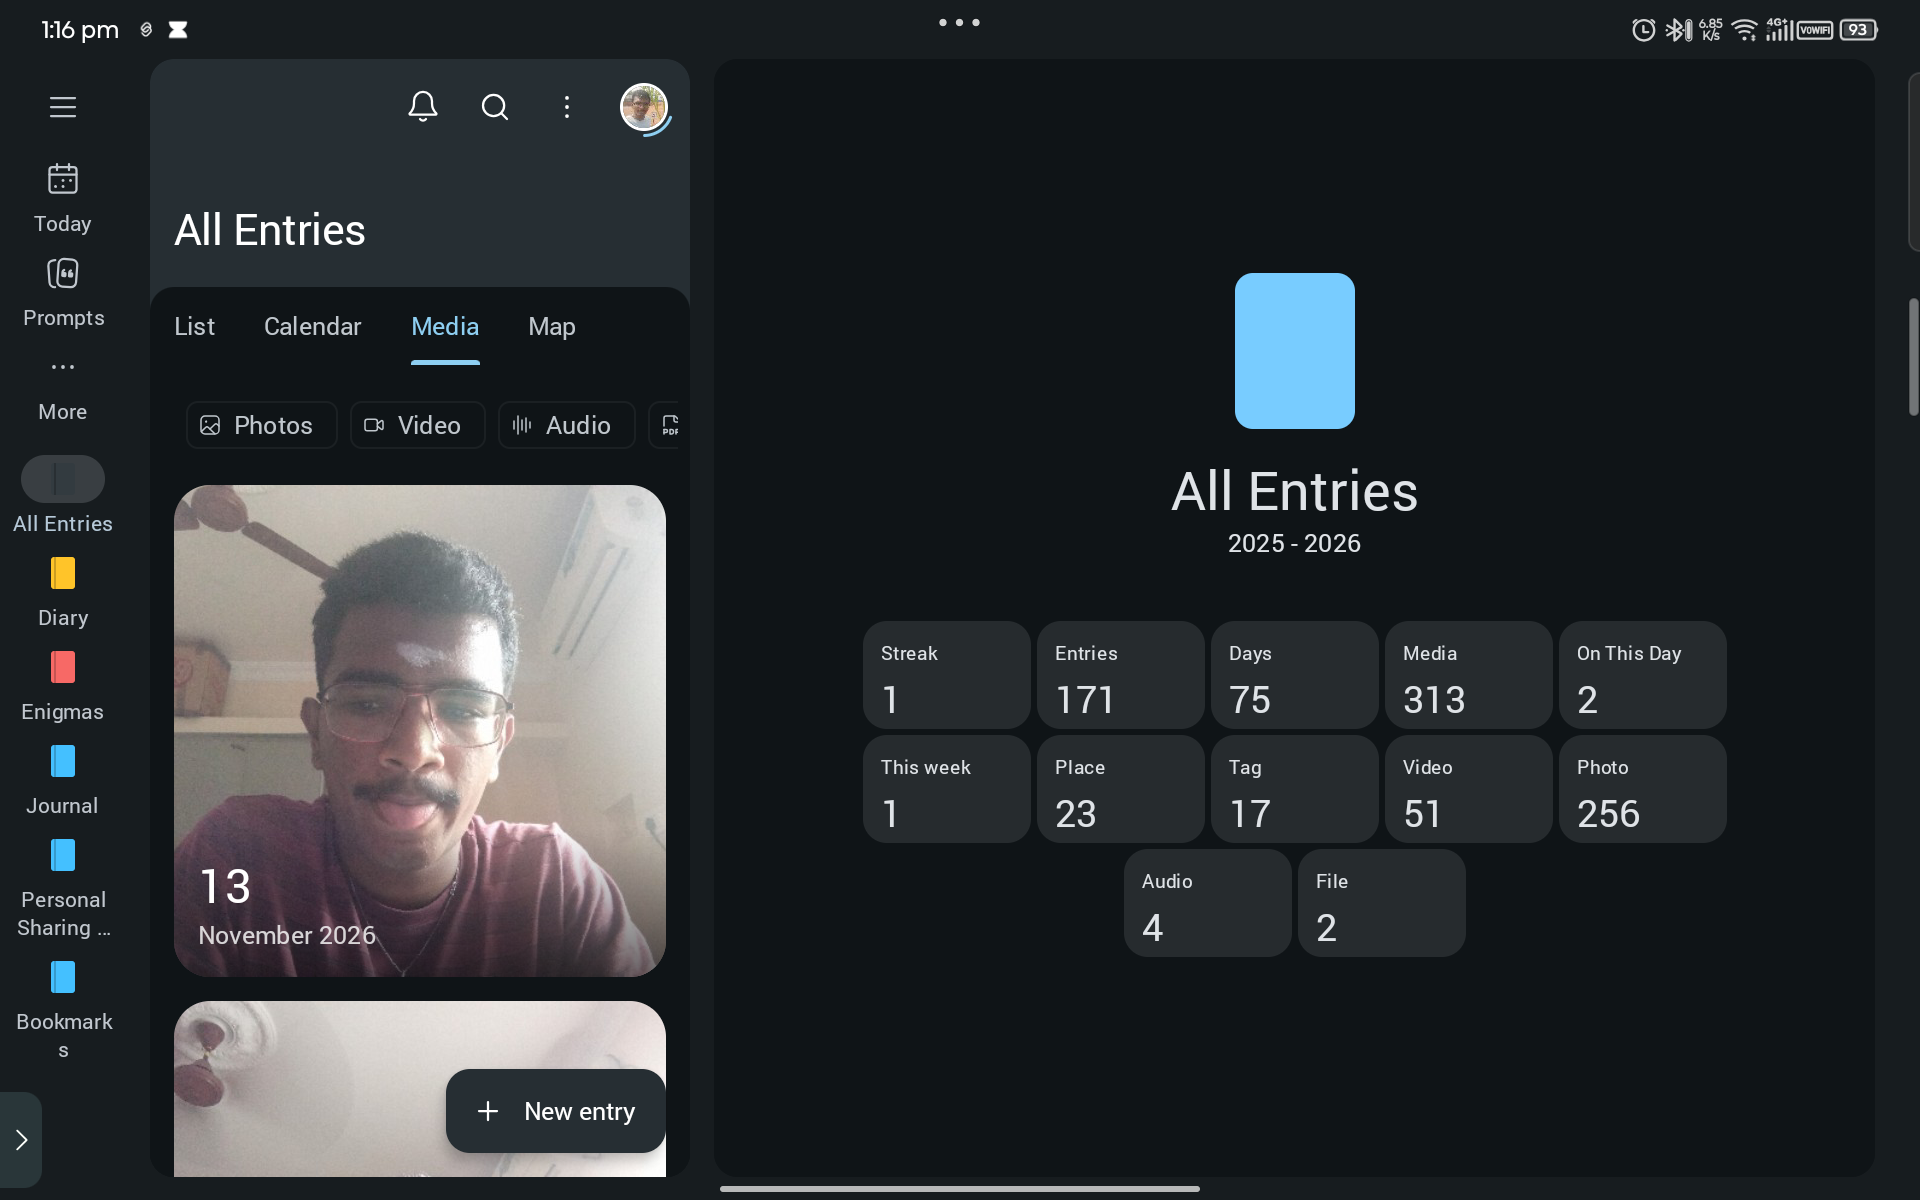 1:16 pm
6.85
K/s
4G+
VoWiFi
93
Today
Prompts
More
All Entries
Diary
Enigmas
Journal
Personal
Sharing ...
Bookmark
s
All Entries
List Calendar Media Map
Photos Video Audio PDF
13
November 2026
New entry
All Entries
2025 - 2026
Streak Entries Days Media On This Day
1 171 75 313 2
This week Place Tag Video Photo
1 23 17 51 256
Audio File
4 2